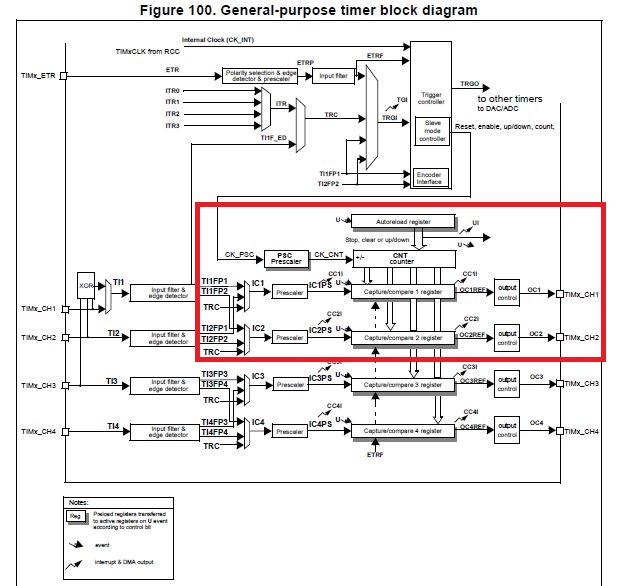 Figure 100. General-purpose timer block diagram
Internal Clock (CK_INT)
TIMxCLK from RCC
ETRF
TIMx_ETR
ETR
Polarity selection & edge
detector & prescaler
ETRP
Input filter
Trigger
controller
TRGO
to other timers
to DAC/ADC
ITR0
ITR1
ITR2
ITR3
ITR
TRC
TI1F_ED
TGI
TRGI
Slave
mode
controller
Reset, enable, up/down, count,
TI1FP1
TI2FP2
Encoder
Interface
U
Autoreload register
UI
Stop, clear or up/down
U
CK_PSC
PSC
Prescaler
CK_CNT
+/-
CNT
counter
XOR
TI1
Input filter &
edge detector
TI1FP1
TI1FP2
TRC
IC1
Prescaler
IC1PS
CC1I
U
Capture/compare 1 register
CC1I
OC1REF
output
control
OC1
TIMx_CH1
TIMx_CH1
TIMx_CH2
TI2
Input filter &
edge detector
TI2FP1
TI2FP2
TRC
IC2
Prescaler
IC2PS
CC2I
U
Capture/compare 2 register
CC2I
OC2REF
output
control
OC2
TIMx_CH2
TIMx_CH3
TI3
Input filter &
edge detector
TI3FP3
TI3FP4
TRC
IC3
Prescaler
IC3PS
CC3I
U
Capture/compare 3 register
CC3I
OC3REF
output
control
OC3
TIMx_CH3
TIMx_CH4
TI4
Input filter &
edge detector
TI4FP3
TI4FP4
TRC
IC4
Prescaler
IC4PS
CC4I
U
Capture/compare 4 register
CC4I
OC4REF
output
control
OC4
TIMx_CH4
ETRF
Notes:
Reg
Preload registers transferred
to active registers on U event
according to control bit
event
interrupt & DMA output